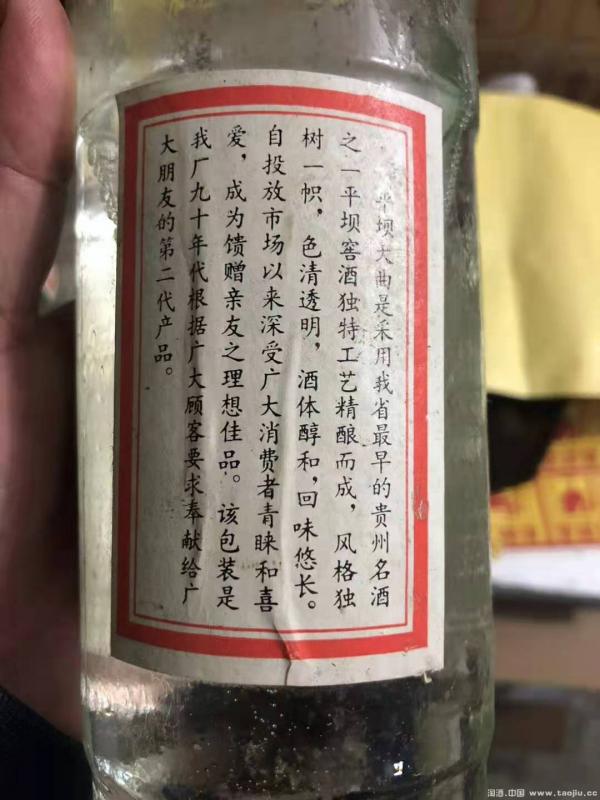 平坝大曲是采用我省最早的贵州名酒
之一平坝窖酒独特工艺精酿而成，风格独
树一帜，色清透明，酒体醇和，回味悠长。
自投放市场以来深受广大消费者青睐和喜
爱，成为馈赠亲友之理想佳品。该包装是
我厂九十年代根据广大顾客要求奉献给广
大朋友的第二代产品。
淘酒.中国 www.taojiu.cc